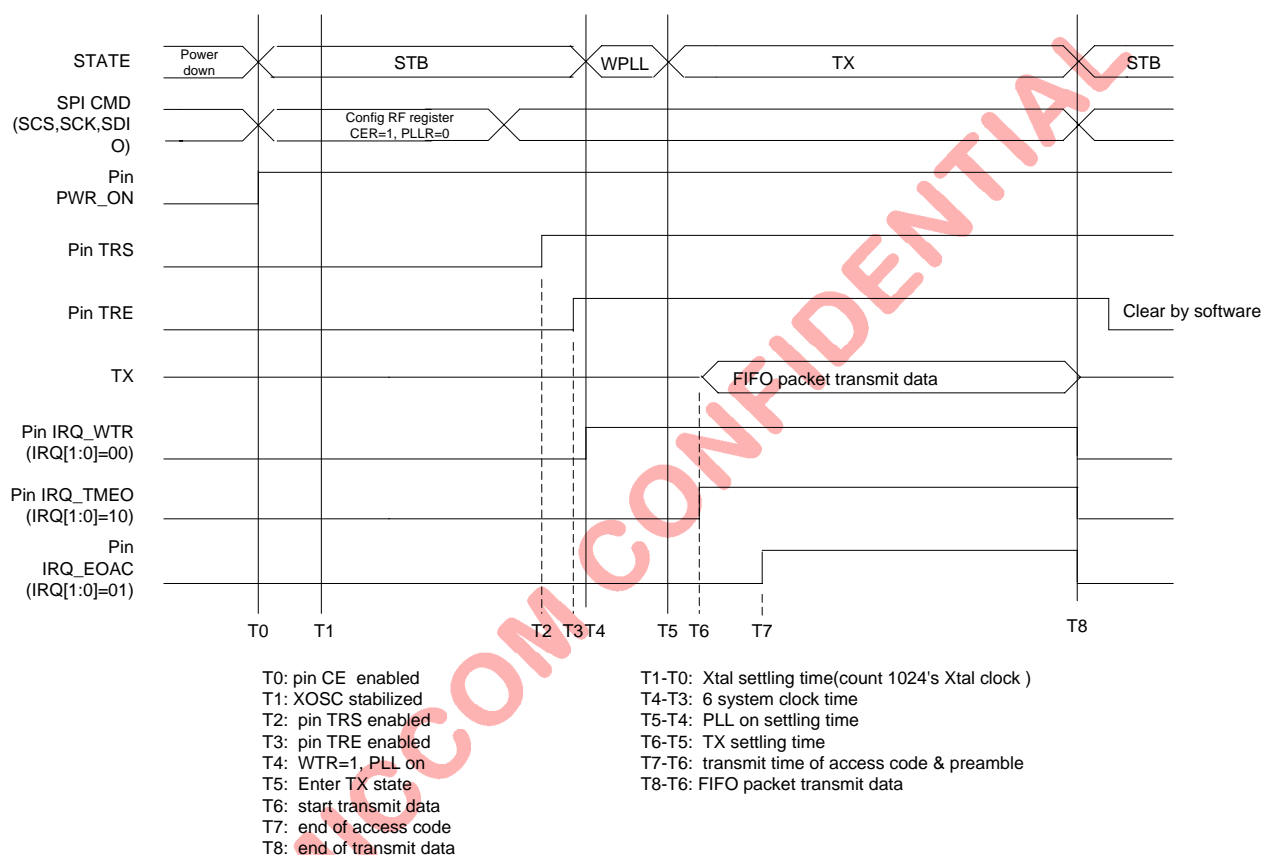 STATE
Power
down
STB
WPLL
TX
STB
SPI CMD
(SCS,SCK,SDI
O)
Config RF register
CER=1, PLLR=0
Pin
PWR_ON
Pin TRS
Pin TRE
Clear by software
TX
FIFO packet transmit data
Pin IRQ_WTR
(IRQ[1:0]=00)
Pin IRQ_TMEO
(IRQ[1:0]=10)
Pin
IRQ_EOAC
(IRQ[1:0]=01)
T0 T1 T2 T3 T4 T5 T6 T7 T8
T0: pin CE enabled
T1: XOSC stabilized
T2: pin TRS enabled
T3: pin TRE enabled
T4: WTR=1, PLL on
T5: Enter TX state
T6: start transmit data
T7: end of access code
T8: end of transmit data
T1-T0: Xtal settling time(count 1024's Xtal clock )
T4-T3: 6 system clock time
T5-T4: PLL on settling time
T6-T5: TX settling time
T7-T6: transmit time of access code & preamble
T8-T6: FIFO packet transmit data
MICCOM CONFIDENTIAL